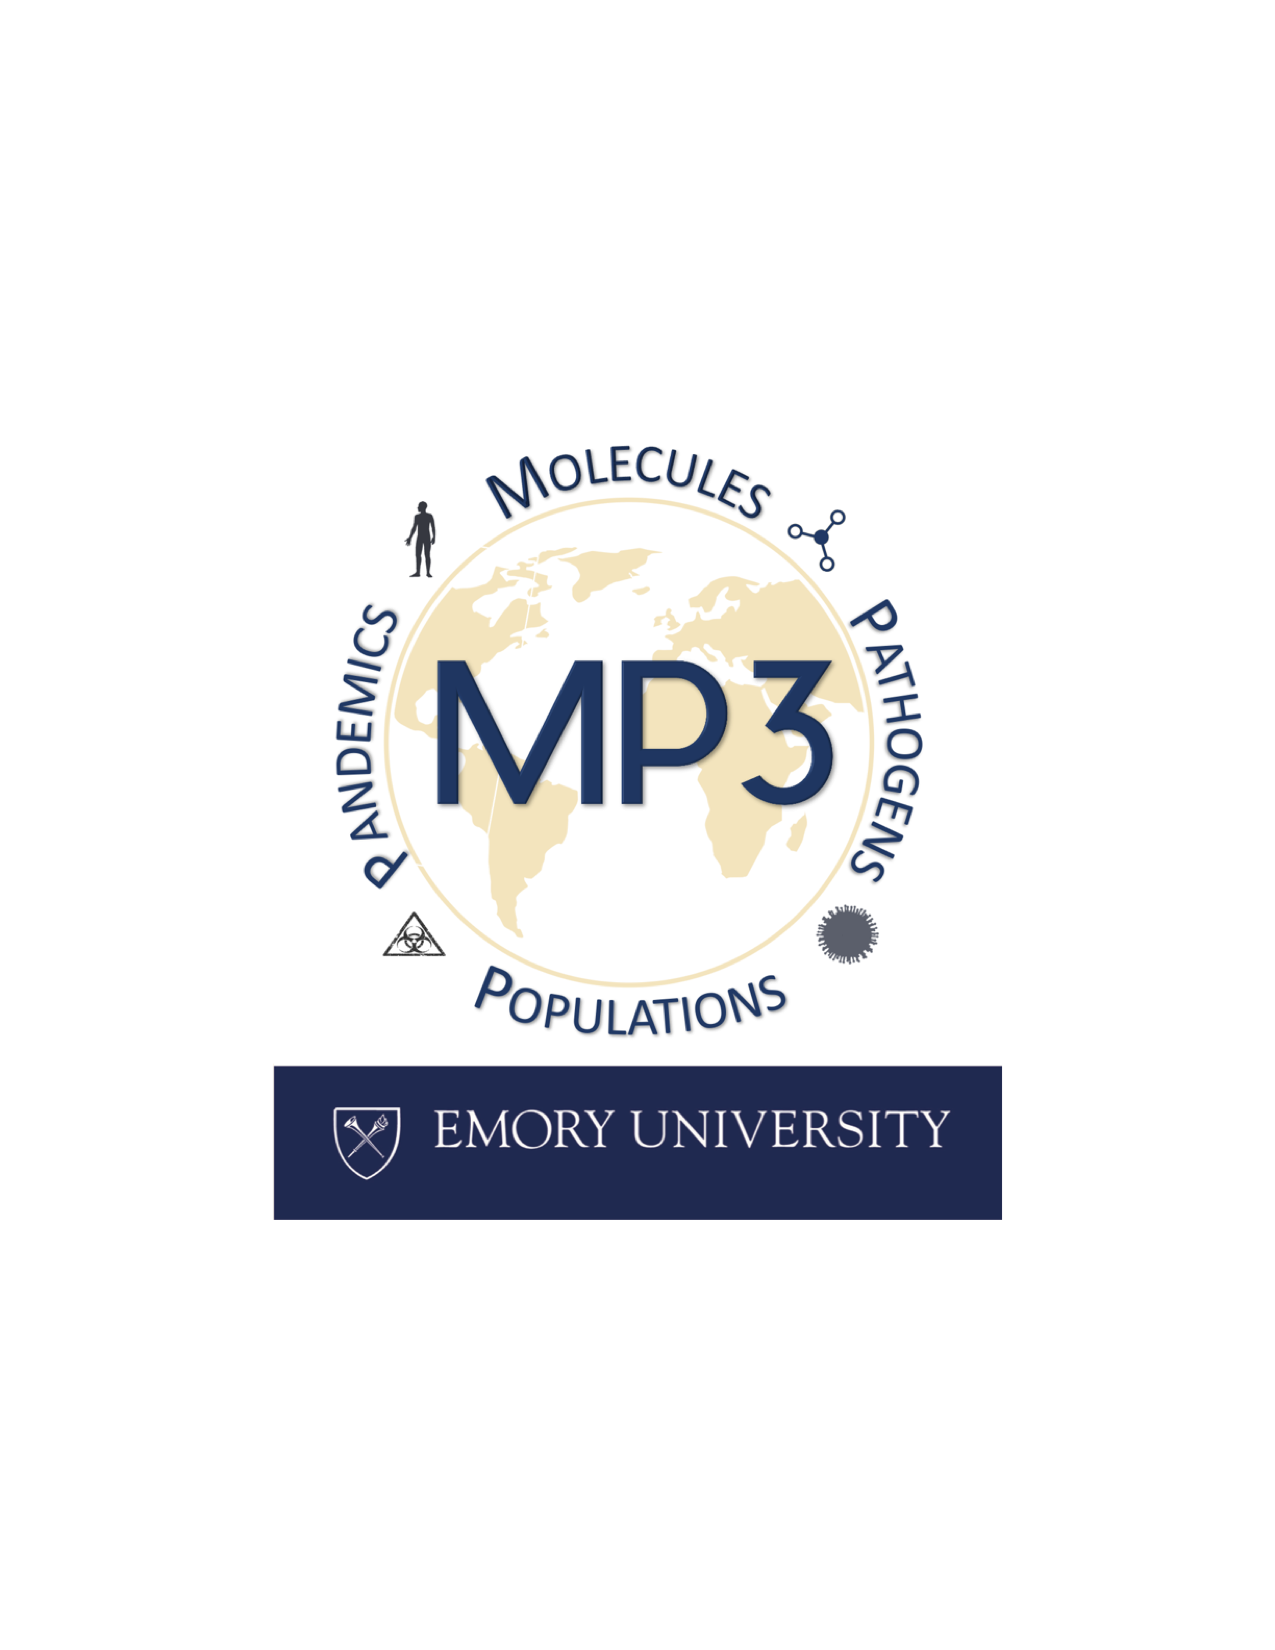 MOLECULES
PATHOGENS
POPULATIONS
PANDEMICS
MP3
EMORY UNIVERSITY